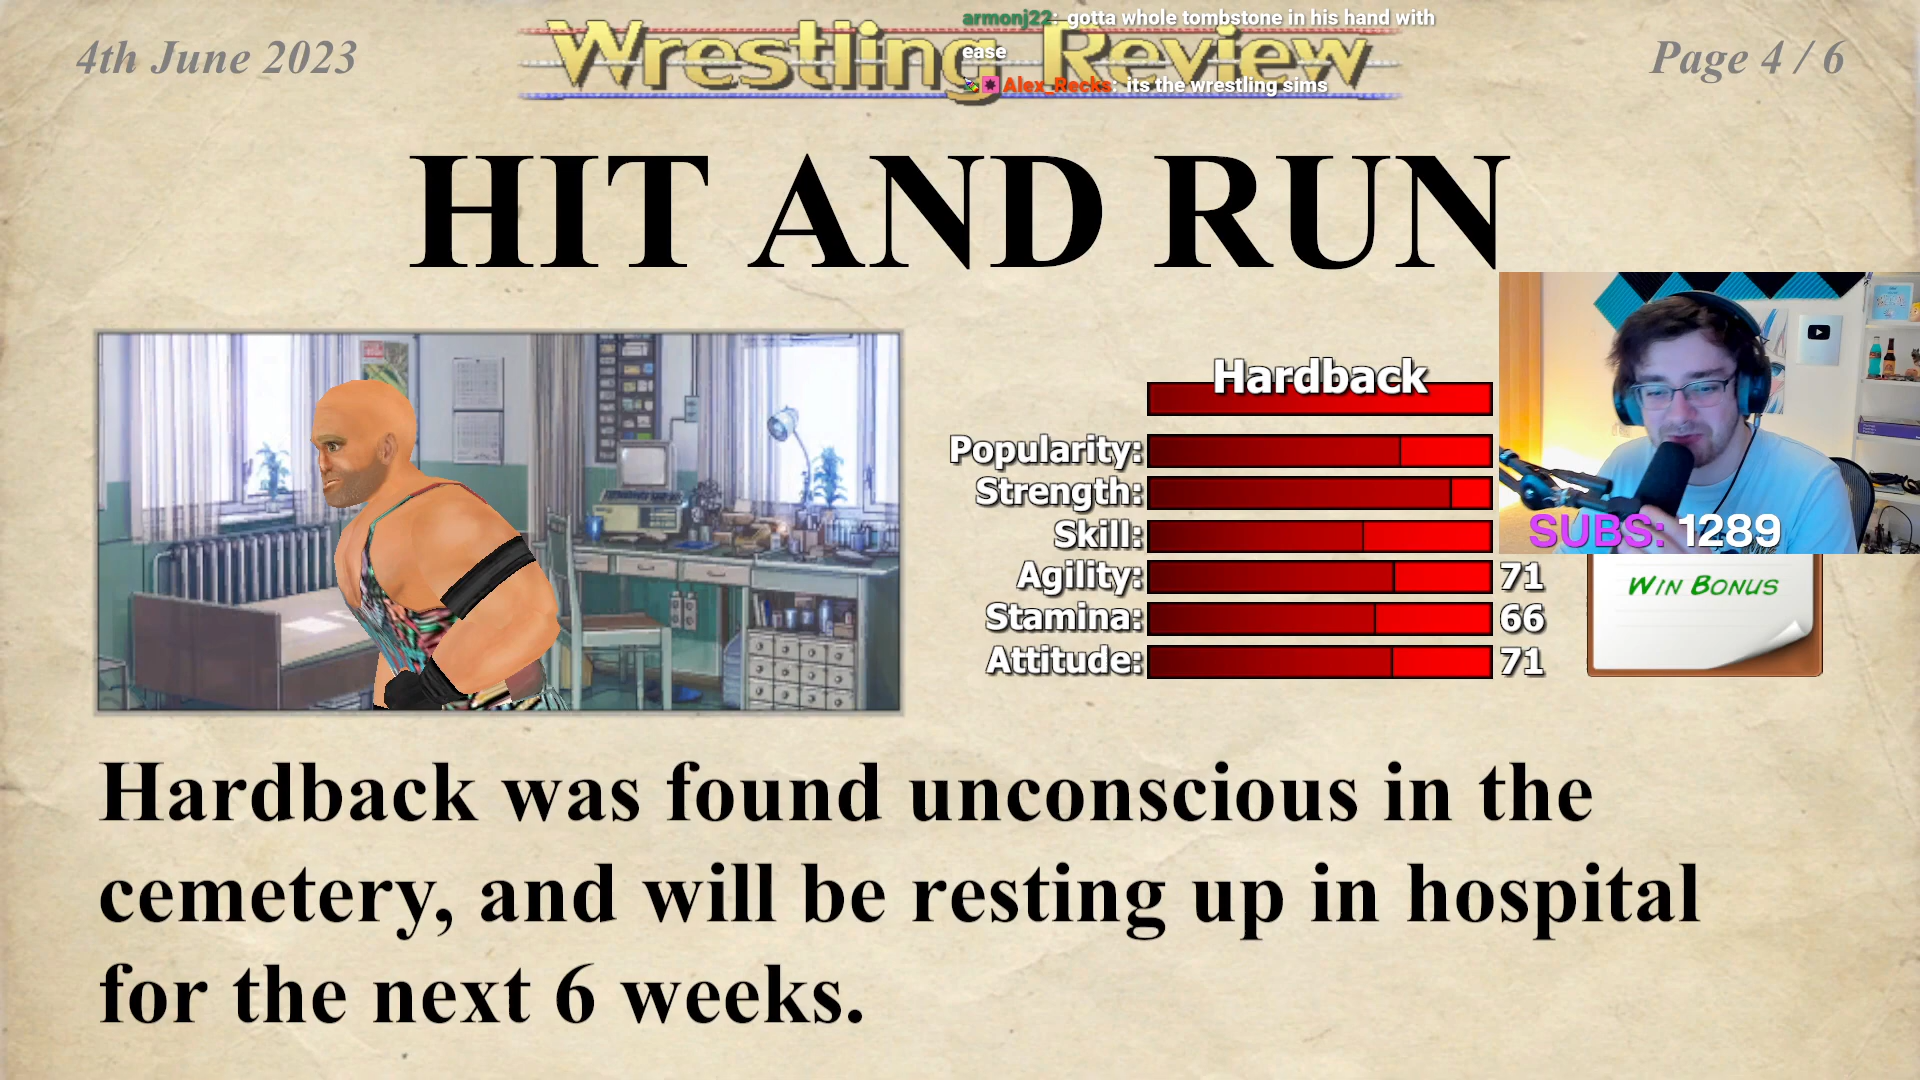 4th June 2023
Wrestling Review
Page 4 / 6
armonj22: gotta whole tombstone in his hand with
ease
Alex_Recks: its the wrestling sims
HIT AND RUN
Hardback
Popularity:
Strength:
Skill:
Agility: 71
Stamina: 66
Attitude: 71
SUBS: 1289
WIN BONUS
Hardback was found unconscious in the
cemetery, and will be resting up in hospital
for the next 6 weeks.